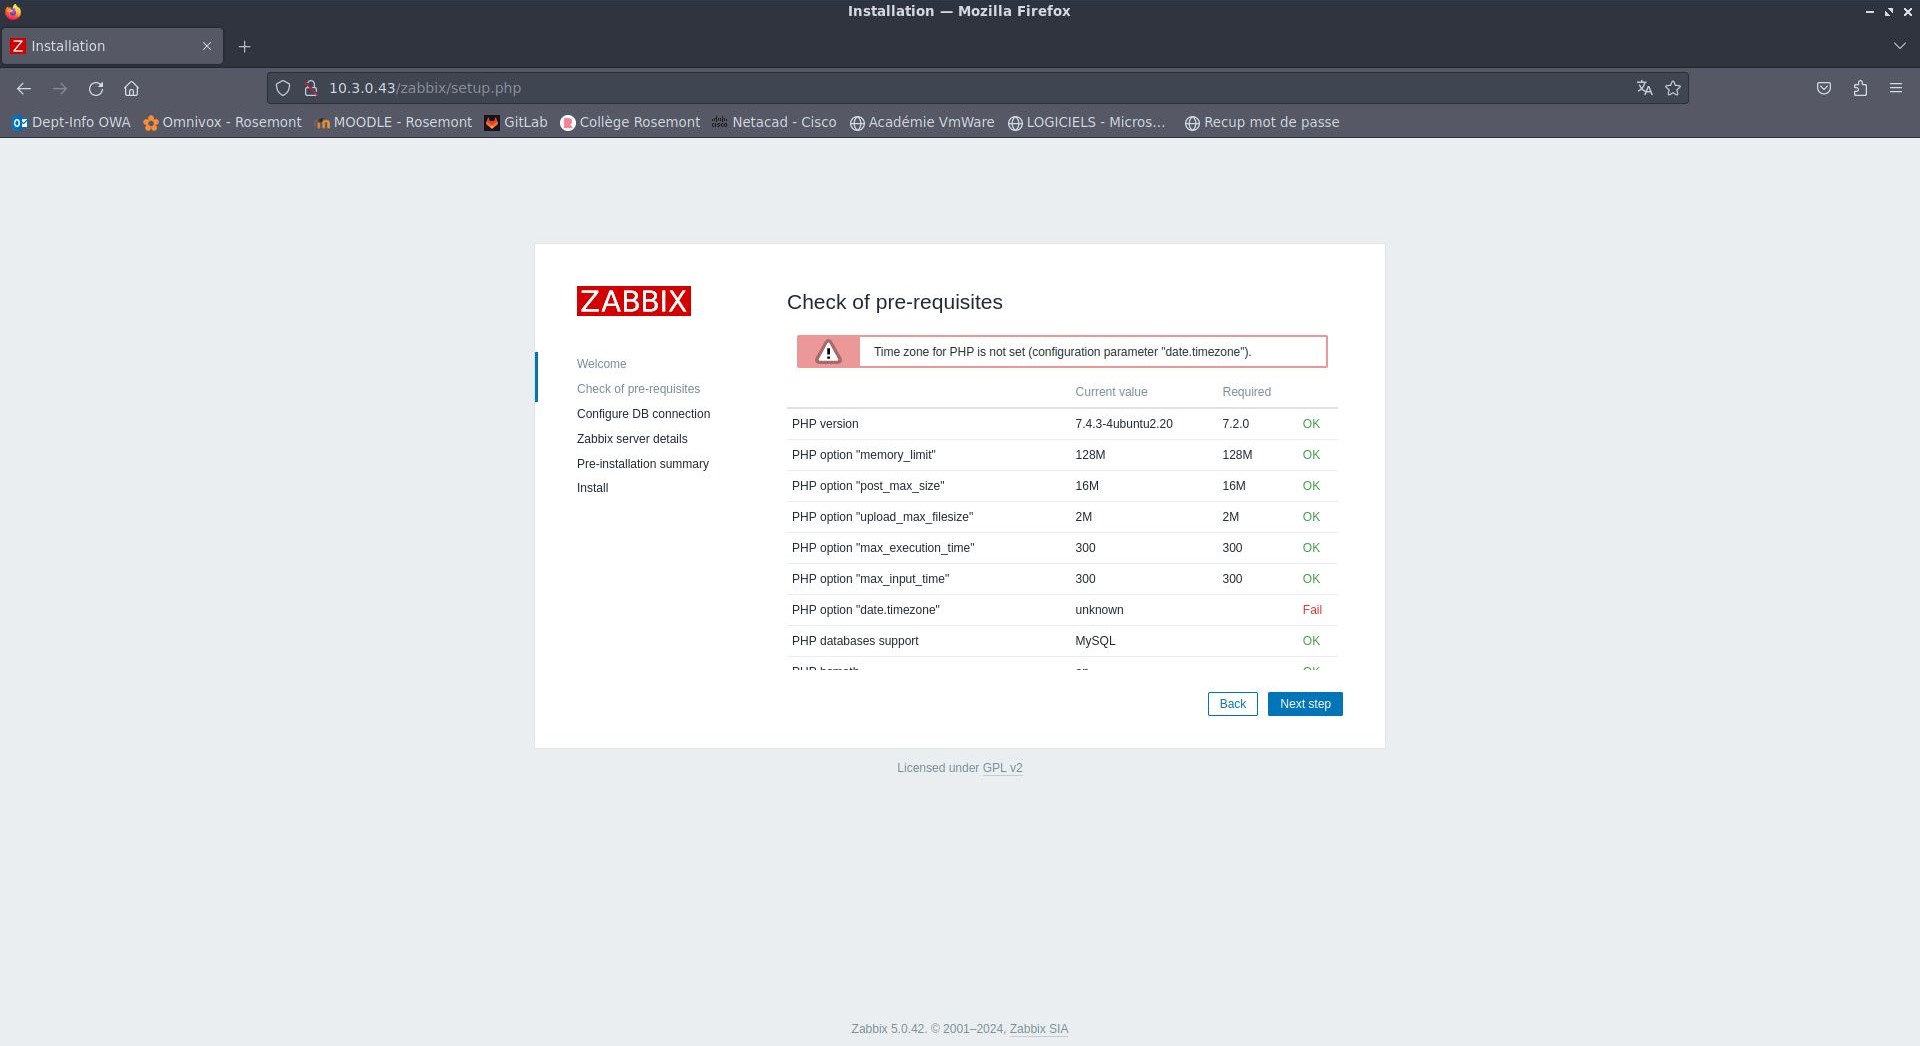 Installation — Mozilla Firefox
Installation
10.3.0.43/zabbix/setup.php
Dept-Info OWA Omnivox - Rosemont MOODLE - Rosemont GitLab Collège Rosemont Netacad - Cisco Académie VmWare LOGICIELS - Micros… Recup mot de passe
ZABBIX
Welcome
Check of pre-requisites
Configure DB connection
Zabbix server details
Pre-installation summary
Install
Check of pre-requisites
Time zone for PHP is not set (configuration parameter "date.timezone").
Current value Required
PHP version 7.4.3-4ubuntu2.20 7.2.0 OK
PHP option "memory_limit" 128M 128M OK
PHP option "post_max_size" 16M 16M OK
PHP option "upload_max_filesize" 2M 2M OK
PHP option "max_execution_time" 300 300 OK
PHP option "max_input_time" 300 300 OK
PHP option "date.timezone" unknown Fail
PHP databases support MySQL OK
Back Next step
Licensed under GPL v2
Zabbix 5.0.42. © 2001–2024, Zabbix SIA